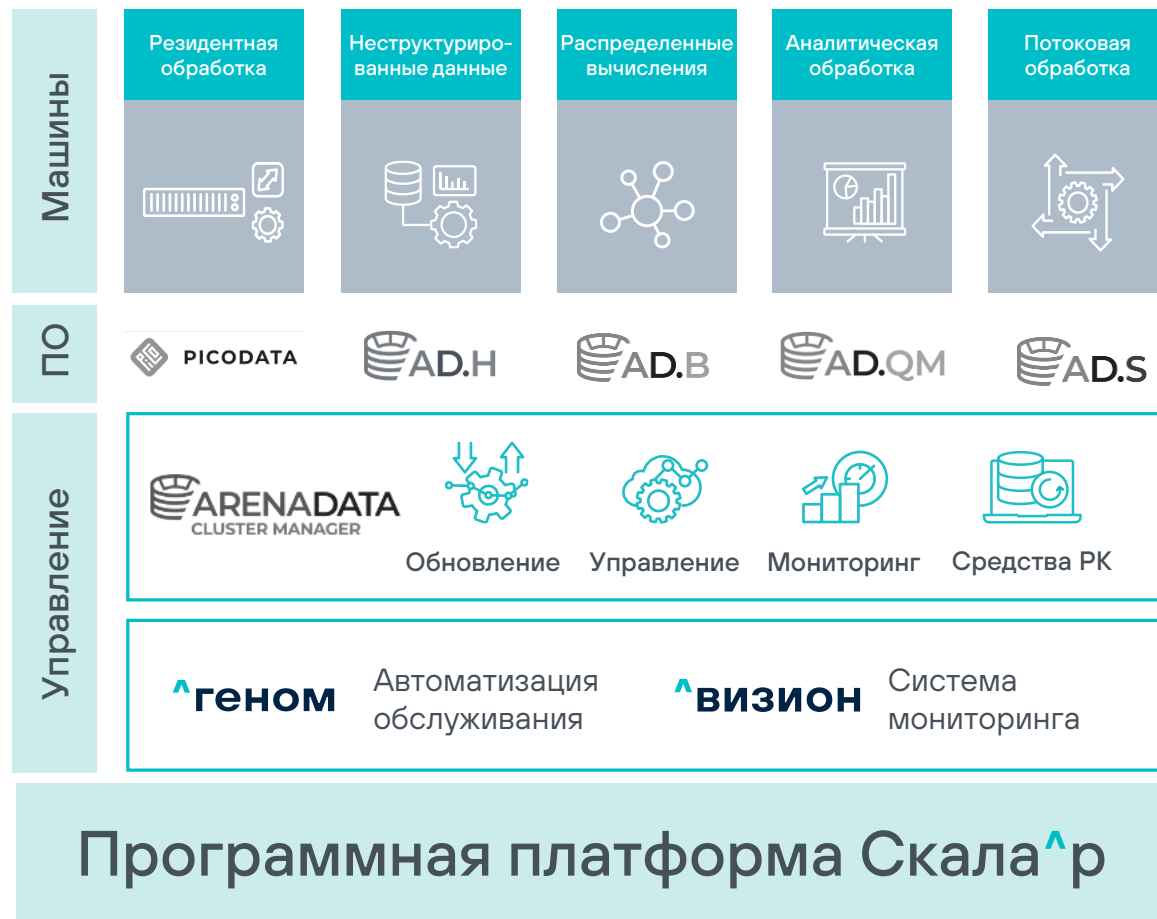 Машины
Резидентная
обработка
Неструктуриро-
ванные данные
Распределенные
вычисления
Аналитическая
обработка
Потоковая
обработка
ПО
PICO
PICODATA
AD.H
AD.B
AD.QM
AD.S
Управление
ARENADATA
CLUSTER MANAGER
Обновление
Управление
Мониторинг
Средства РК
^геном
Автоматизация
обслуживания
^визион
Система
мониторинга
Программная платформа Скала^р